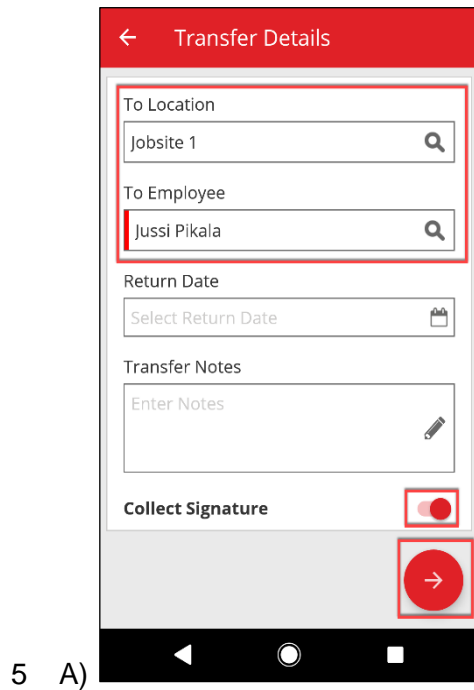 Transfer Details
To Location
Jobsite 1
To Employee
Jussi Pikala
Return Date
Select Return Date
Transfer Notes
Enter Notes
Collect Signature
5 A)